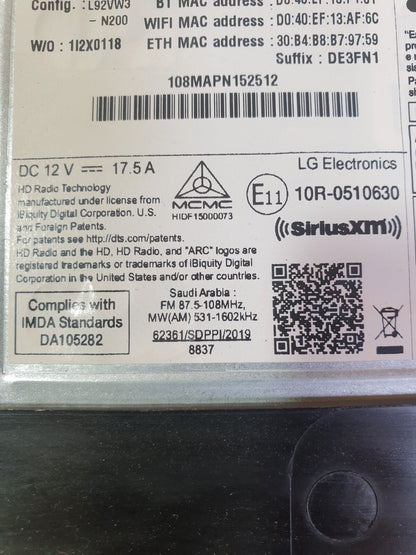 Config. : L92VW3
- N200
W/O : 1I2X0118
BT MAC address :
WIFI MAC address : D0:40:EF:13:AF:6C
ETH MAC address : 30:B4:B8:B7:97:59
Suffix : DE3FN1
108MAPN152512
DC 12 V 17.5 A
HD Radio Technology
manufactured under license from
iBiquity Digital Corporation. U.S.
and Foreign Patents.
For patents see http://dts.com/patents.
HD Radio and the HD, HD Radio, and "ARC" logos are
registered trademarks or trademarks of iBiquity Digital
Corporation in the United States and/or other countries.
MCMC
HIDF15000073
LG Electronics
E11 10R-0510630
SiriusXM
Complies with
IMDA Standards
DA105282
Saudi Arabia :
FM 87.5-108MHz,
MW(AM) 531-1602kHz
62361/SDPPI/2019
8837